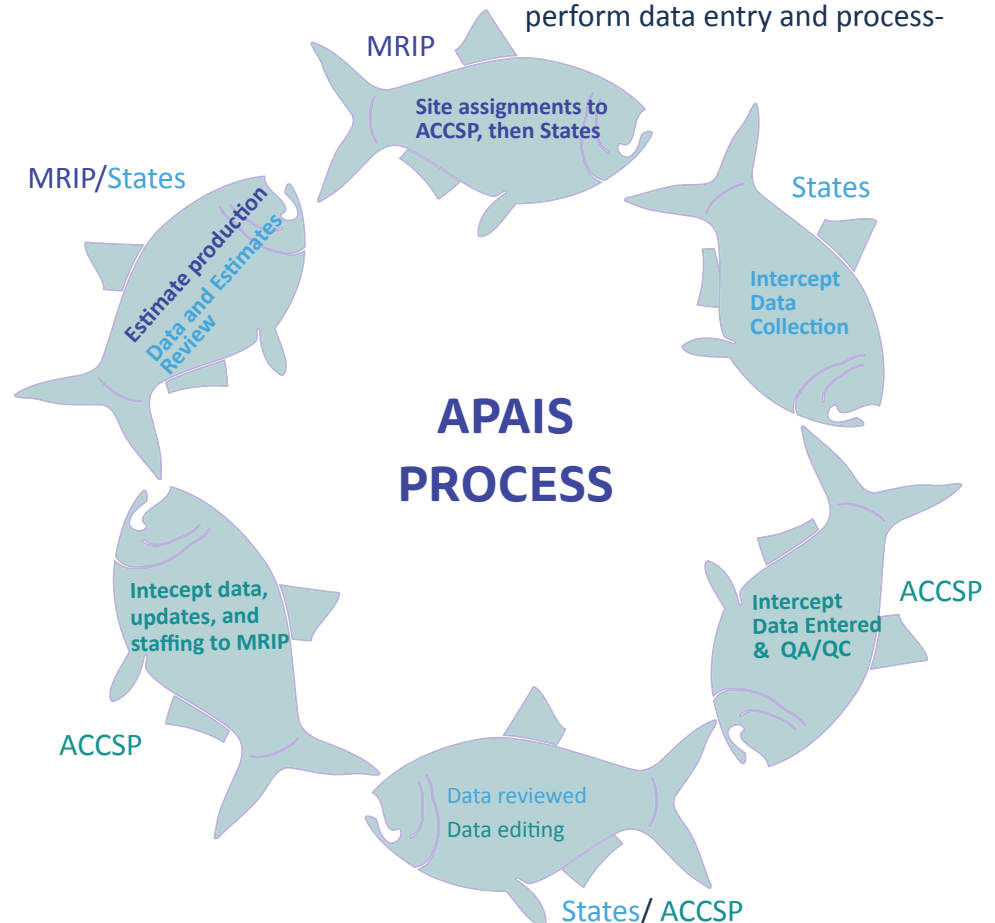 perform data entry and process-
MRIP
Site assignments to
ACCSP, then States
States
Intercept
Data
Collection
ACCSP
Intercept
Data Entered
& QA/QC
States/ ACCSP
Data reviewed
Data editing
ACCSP
Intecept data,
updates, and
staffing to MRIP
MRIP/States
Estimate production
Data and Estimates
Review
APAIS
PROCESS